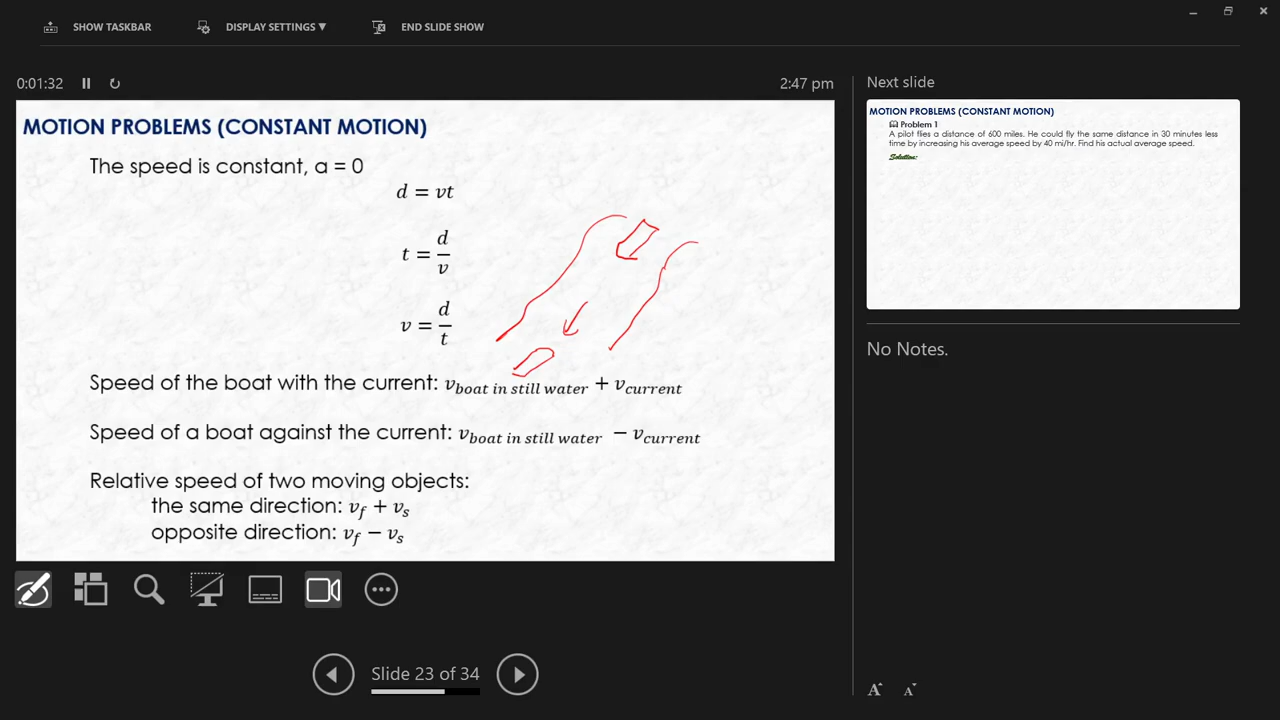 SHOW TASKBAR
DISPLAY SETTINGS ▼
END SLIDE SHOW
0:01:32
2:47 pm
MOTION PROBLEMS (CONSTANT MOTION)
The speed is constant, a = 0
d = vt
t = d/v
v = d/t
Speed of the boat with the current: v_boat in still water + v_current
Speed of a boat against the current: v_boat in still water − v_current
Relative speed of two moving objects:
the same direction: v_f + v_s
opposite direction: v_f − v_s
Slide 23 of 34
Next slide
MOTION PROBLEMS (CONSTANT MOTION)
Problem 1
A pilot flies a distance of 600 miles. He could fly the same distance in 30 minutes less
time by increasing his average speed by 40 mi/hr. Find his actual average speed.
Solution:
No Notes.
A A